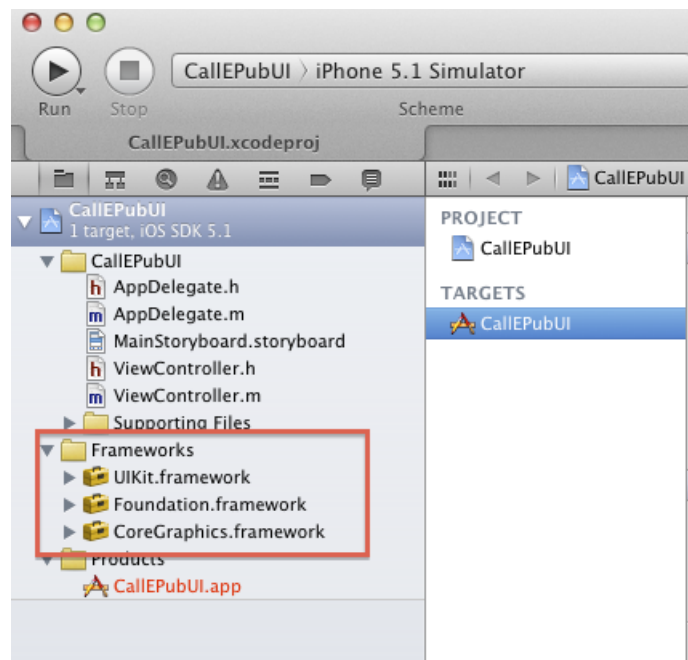 CallEPubUI 〉 iPhone 5.1 Simulator
Run Stop Scheme
CallEPubUI.xcodeproj
CallEPubUI
CallEPubUI
1 target, iOS SDK 5.1
CallEPubUI
h AppDelegate.h
m AppDelegate.m
MainStoryboard.storyboard
h ViewController.h
m ViewController.m
Supporting Files
Frameworks
UIKit.framework
Foundation.framework
CoreGraphics.framework
Products
CallEPubUI.app
PROJECT
CallEPubUI
TARGETS
CallEPubUI